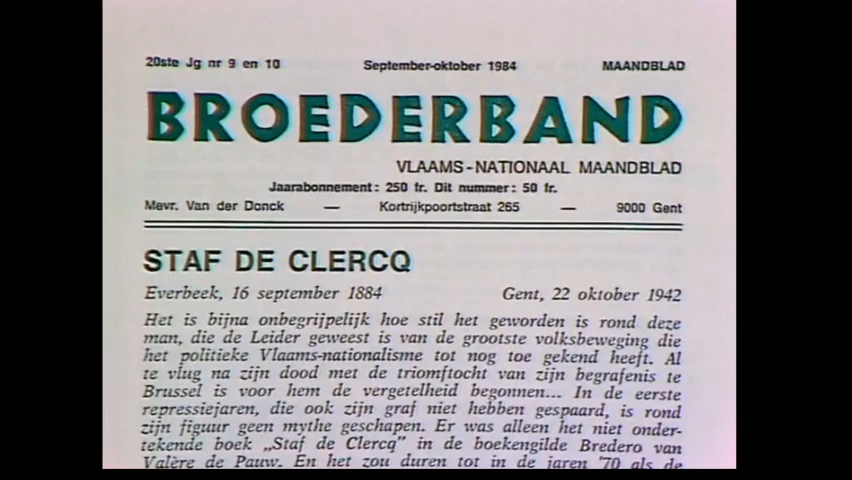 20ste Jg nr 9 en 10 September-oktober 1984 MAANDBLAD
BROEDERBAND
VLAAMS-NATIONAAL MAANDBLAD
Jaarabonnement: 250 fr. Dit nummer: 50 fr.
Mevr. Van der Donck — Kortrijkpoortstraat 265 — 9000 Gent
STAF DE CLERCQ
Everbeek, 16 september 1884 Gent, 22 oktober 1942
Het is bijna onbegrijpelijk hoe stil het geworden is rond deze
man, die de Leider geweest is van de grootste volksbeweging die
het politieke Vlaams-nationalisme tot nog toe gekend heeft. Al
te vlug na zijn dood met de triomftocht van zijn begrafenis te
Brussel is voor hem de vergetelheid begonnen... In de eerste
repressiejaren, die ook zijn graf niet hebben gespaard, is rond
zijn figuur geen mythe geschapen. Er was alleen het niet onder-
tekende boek „Staf de Clercq" in de boekengilde Bredero van
Valère de Pauw. En het zou duren tot in de jaren '70 als de